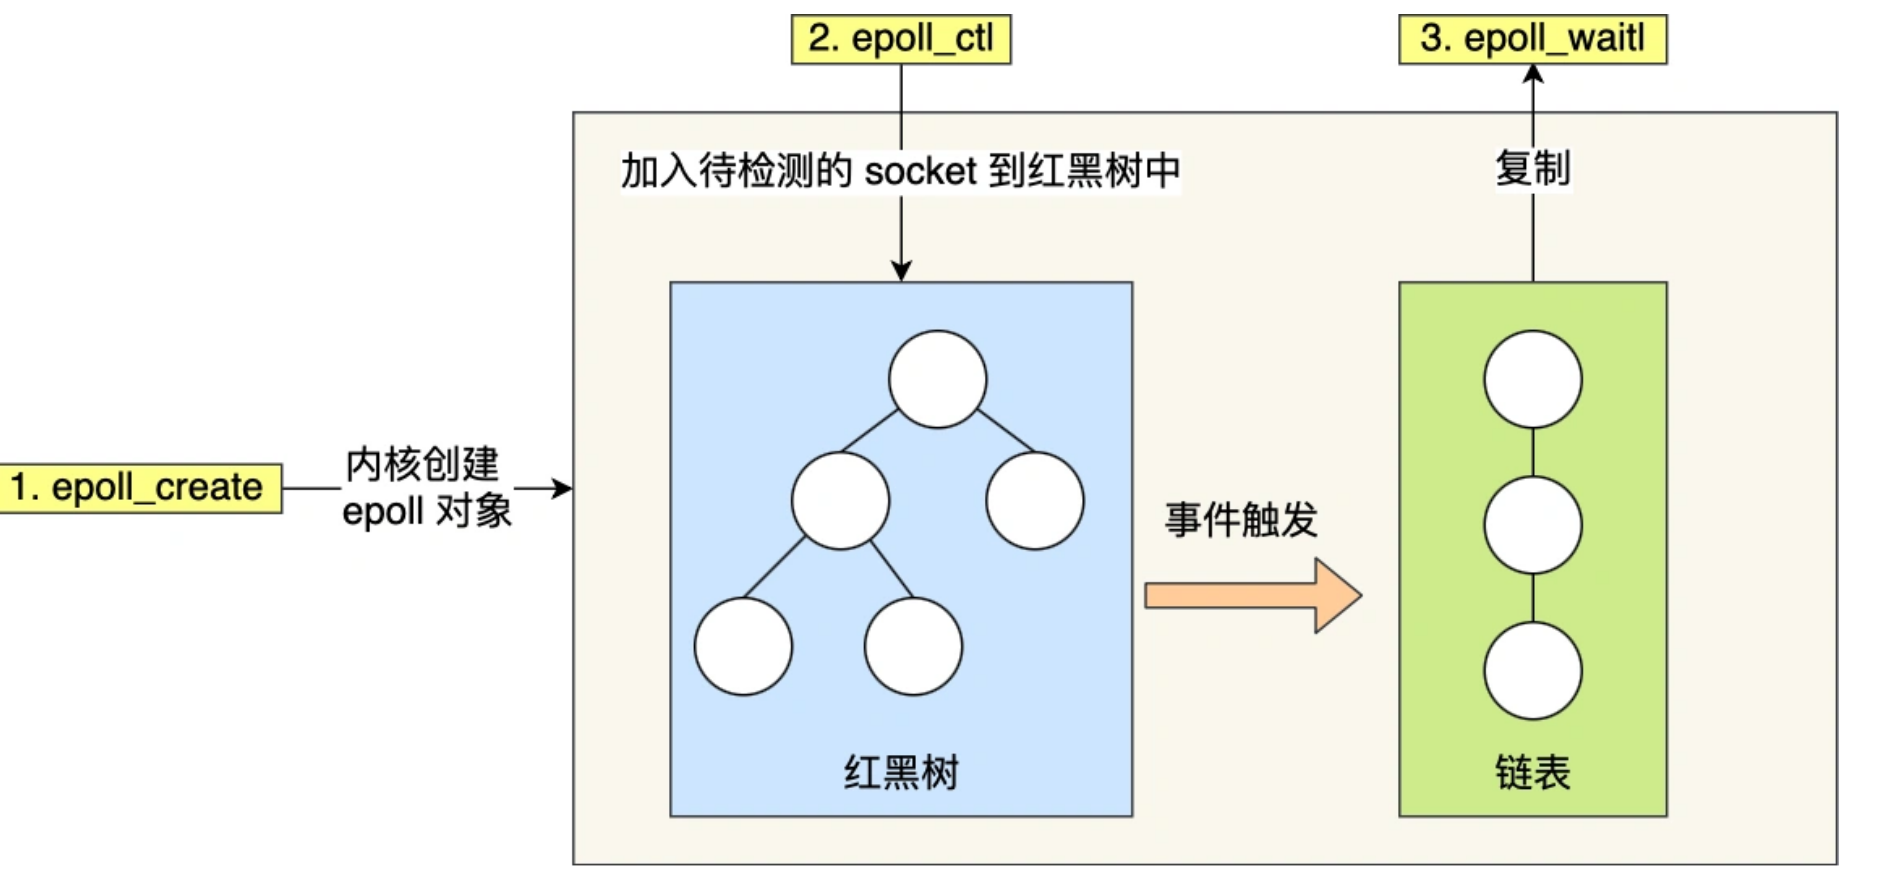 2. epoll_ctl
3. epoll_waitl
加入待检测的 socket 到红黑树中
复制
1. epoll_create
内核创建
epoll 对象
事件触发
红黑树
链表